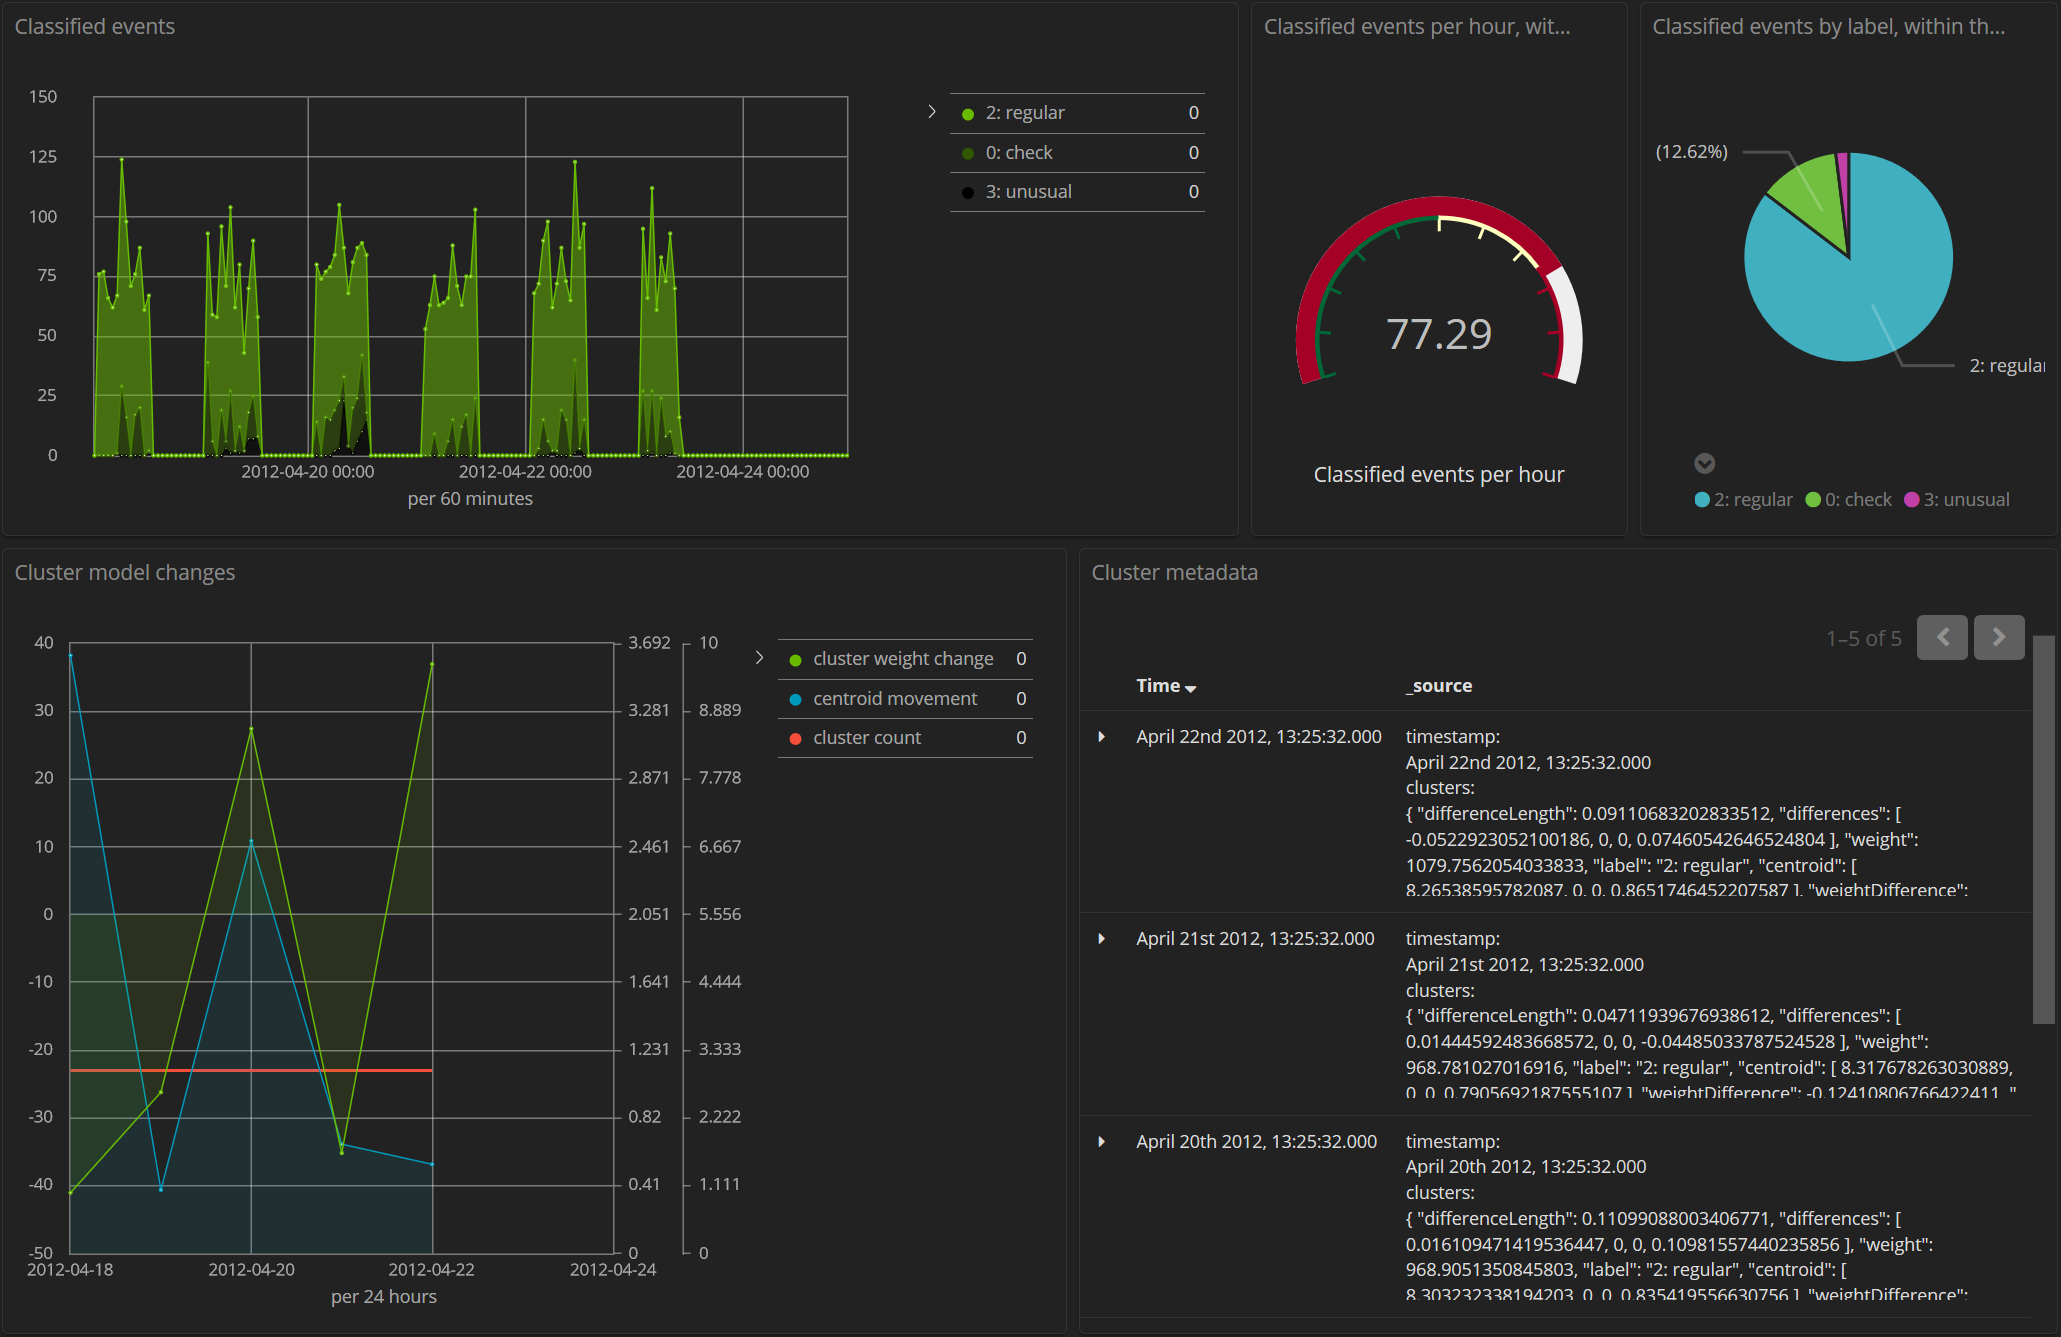 Classified events
150
125
100
75
50
25
0
2012-04-20 00:00
2012-04-22 00:00
2012-04-24 00:00
per 60 minutes
2: regular 0
0: check 0
3: unusual 0
Classified events per hour, wit...
77.29
Classified events per hour
Classified events by label, within th...
(12.62%)
2: regular
2: regular 0: check 3: unusual
Cluster model changes
40
30
20
10
0
-10
-20
-30
-40
-50
2012-04-18
2012-04-20
2012-04-22
2012-04-24
per 24 hours
3.692
3.281
2.871
2.461
2.051
1.641
1.231
0.82
0.41
0
10
8.889
7.778
6.667
5.556
4.444
3.333
2.222
1.111
0
cluster weight change 0
centroid movement 0
cluster count 0
Cluster metadata
1–5 of 5
Time _source
April 22nd 2012, 13:25:32.000
timestamp:
April 22nd 2012, 13:25:32.000
clusters:
{ "differenceLength": 0.09110683202833512, "differences": [
-0.0522923052100186, 0, 0, 0.07460542646524804 ], "weight":
1079.7562054033833, "label": "2: regular", "centroid": [
8.26538595782087, 0, 0, 0.8651746452207587 ], "weightDifference":
April 21st 2012, 13:25:32.000
timestamp:
April 21st 2012, 13:25:32.000
clusters:
{ "differenceLength": 0.04711939676938612, "differences": [
0.01444592483668572, 0, 0, -0.04485033787524528 ], "weight":
968.781027016916, "label": "2: regular", "centroid": [ 8.317678263030889,
0, 0, 0.7905692187555107 ], "weightDifference": -0.12410806766422411, "
April 20th 2012, 13:25:32.000
timestamp:
April 20th 2012, 13:25:32.000
clusters:
{ "differenceLength": 0.11099088003406771, "differences": [
0.016109471419536447, 0, 0, 0.10981557440235856 ], "weight":
968.9051350845803, "label": "2: regular", "centroid": [
8.303232338194203, 0, 0, 0.835419556630756 ], "weightDifference":